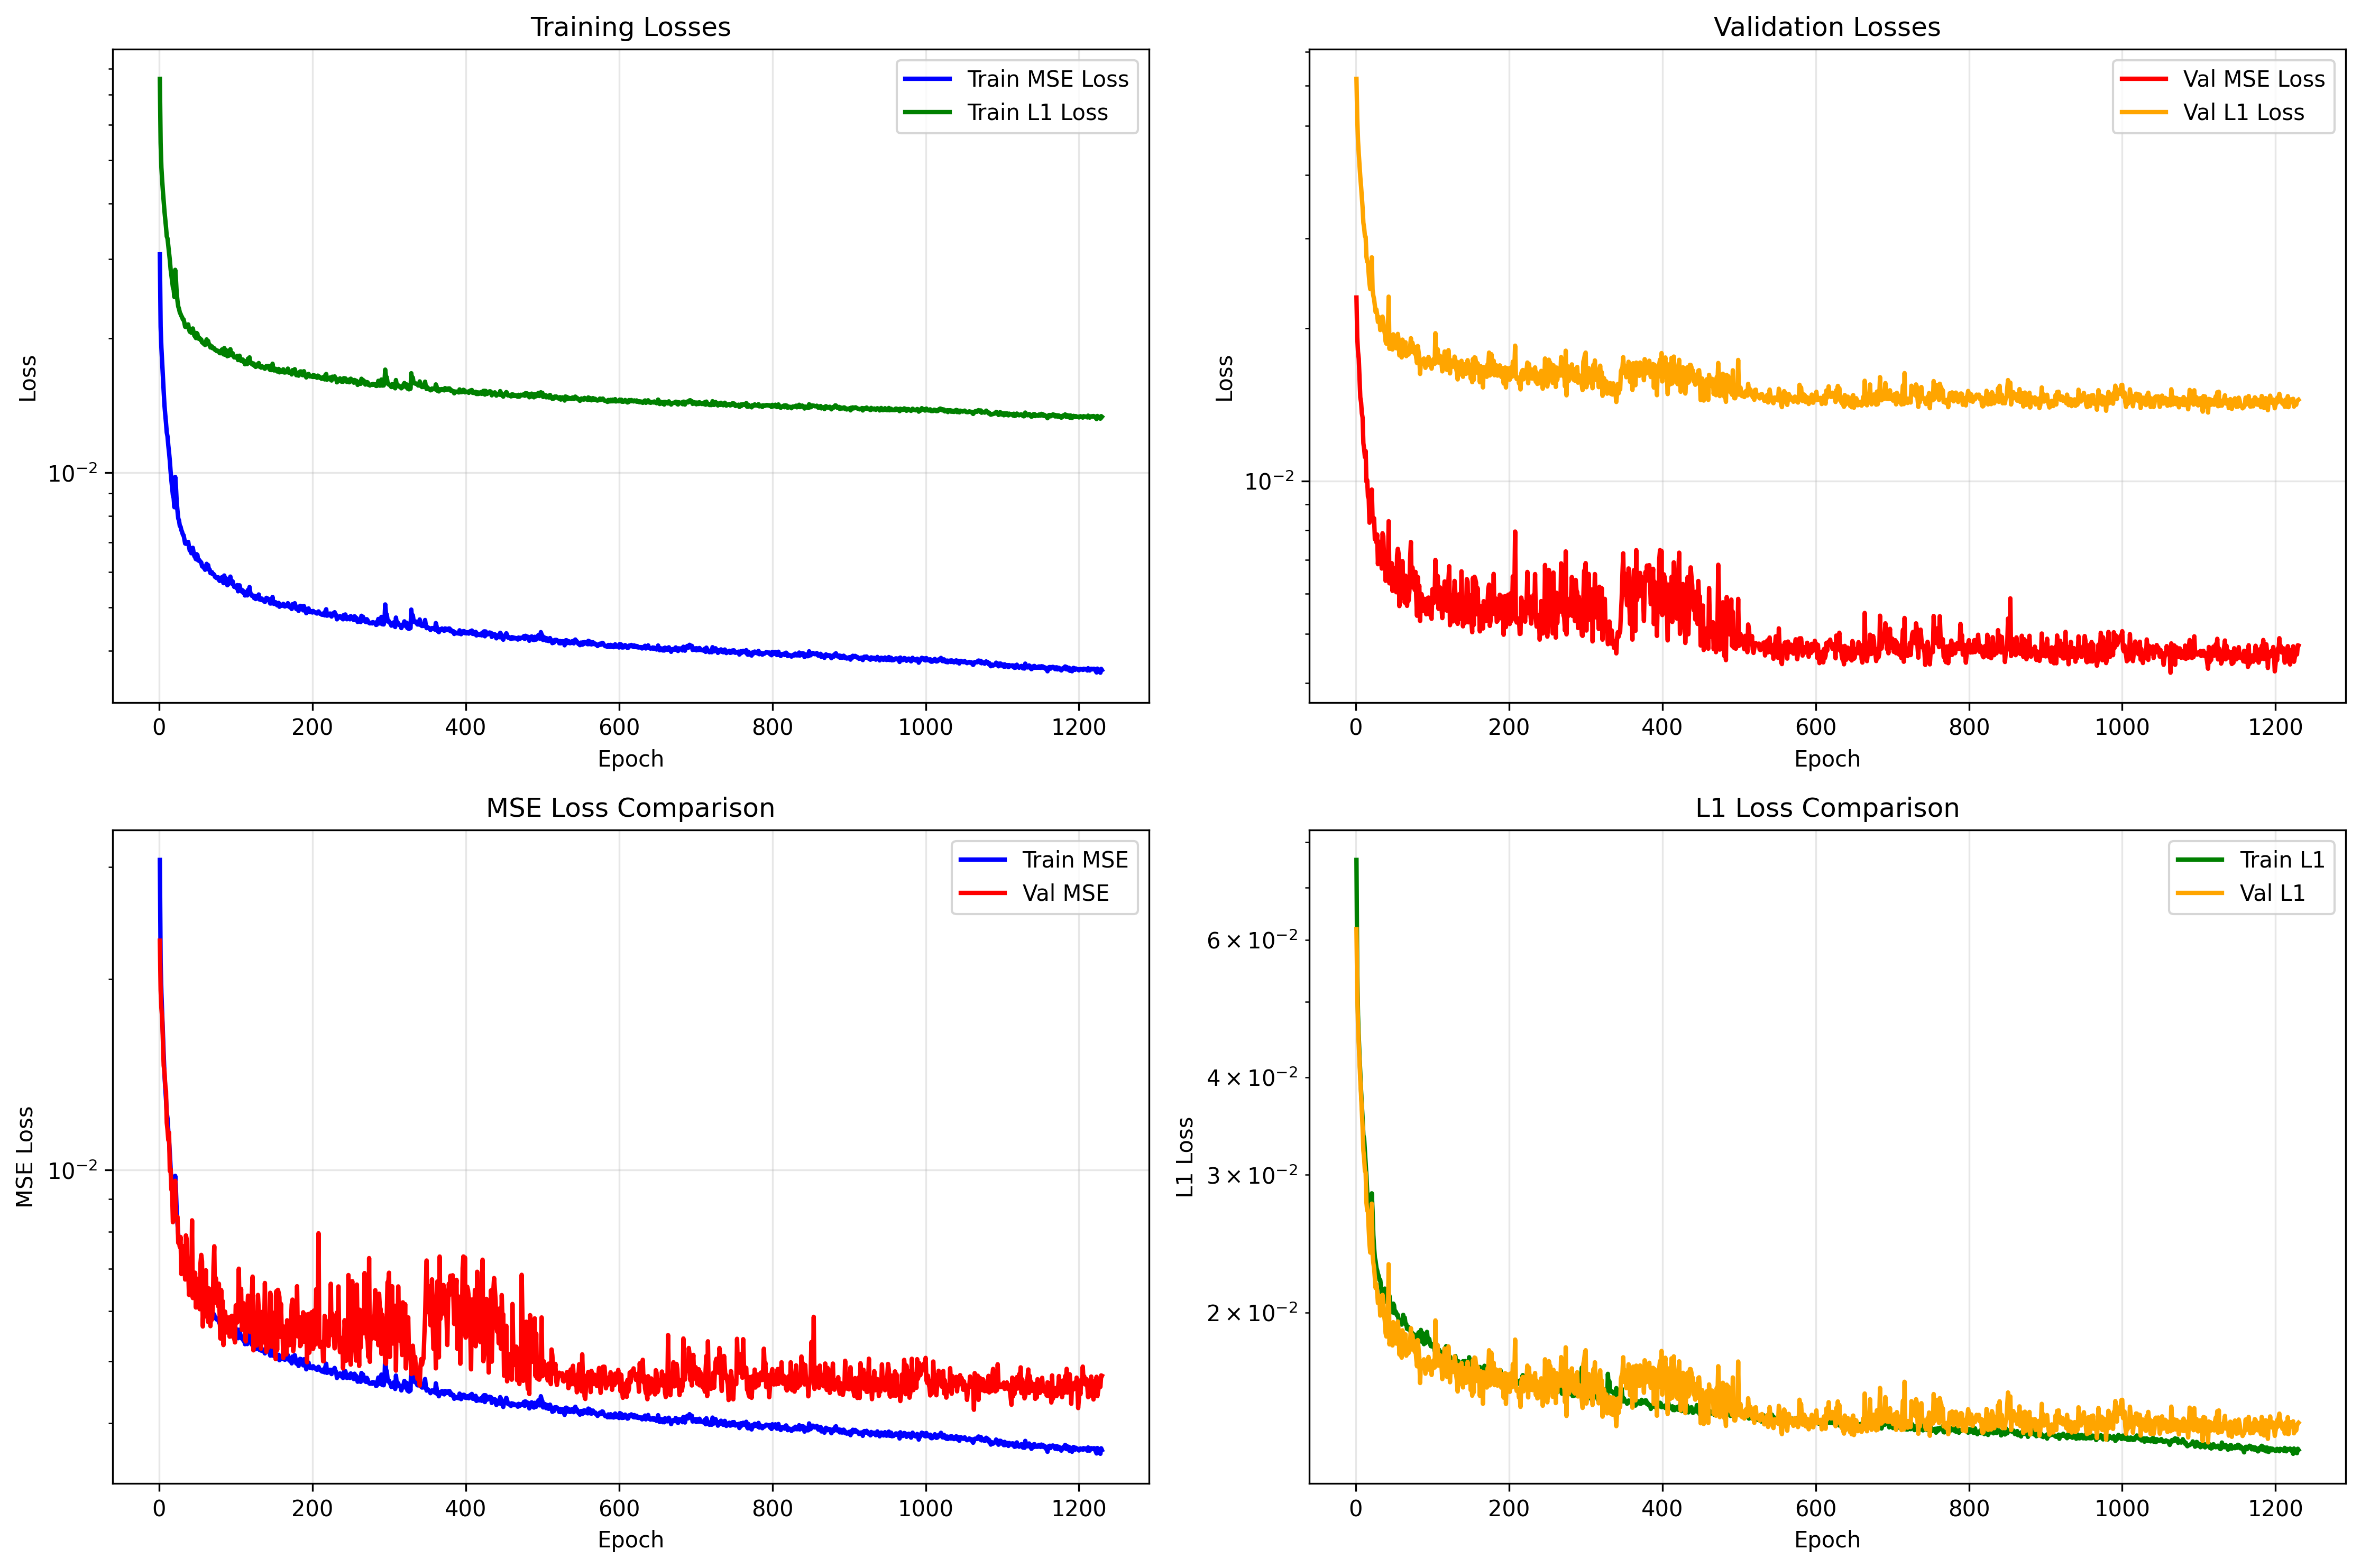 Training Losses
Train MSE Loss
Train L1 Loss
Loss
10⁻²
0 200 400 600 800 1000 1200
Epoch
Validation Losses
Val MSE Loss
Val L1 Loss
Loss
10⁻²
0 200 400 600 800 1000 1200
Epoch
MSE Loss Comparison
Train MSE
Val MSE
MSE Loss
10⁻²
0 200 400 600 800 1000 1200
Epoch
L1 Loss Comparison
Train L1
Val L1
L1 Loss
6 × 10⁻²
4 × 10⁻²
3 × 10⁻²
2 × 10⁻²
0 200 400 600 800 1000 1200
Epoch